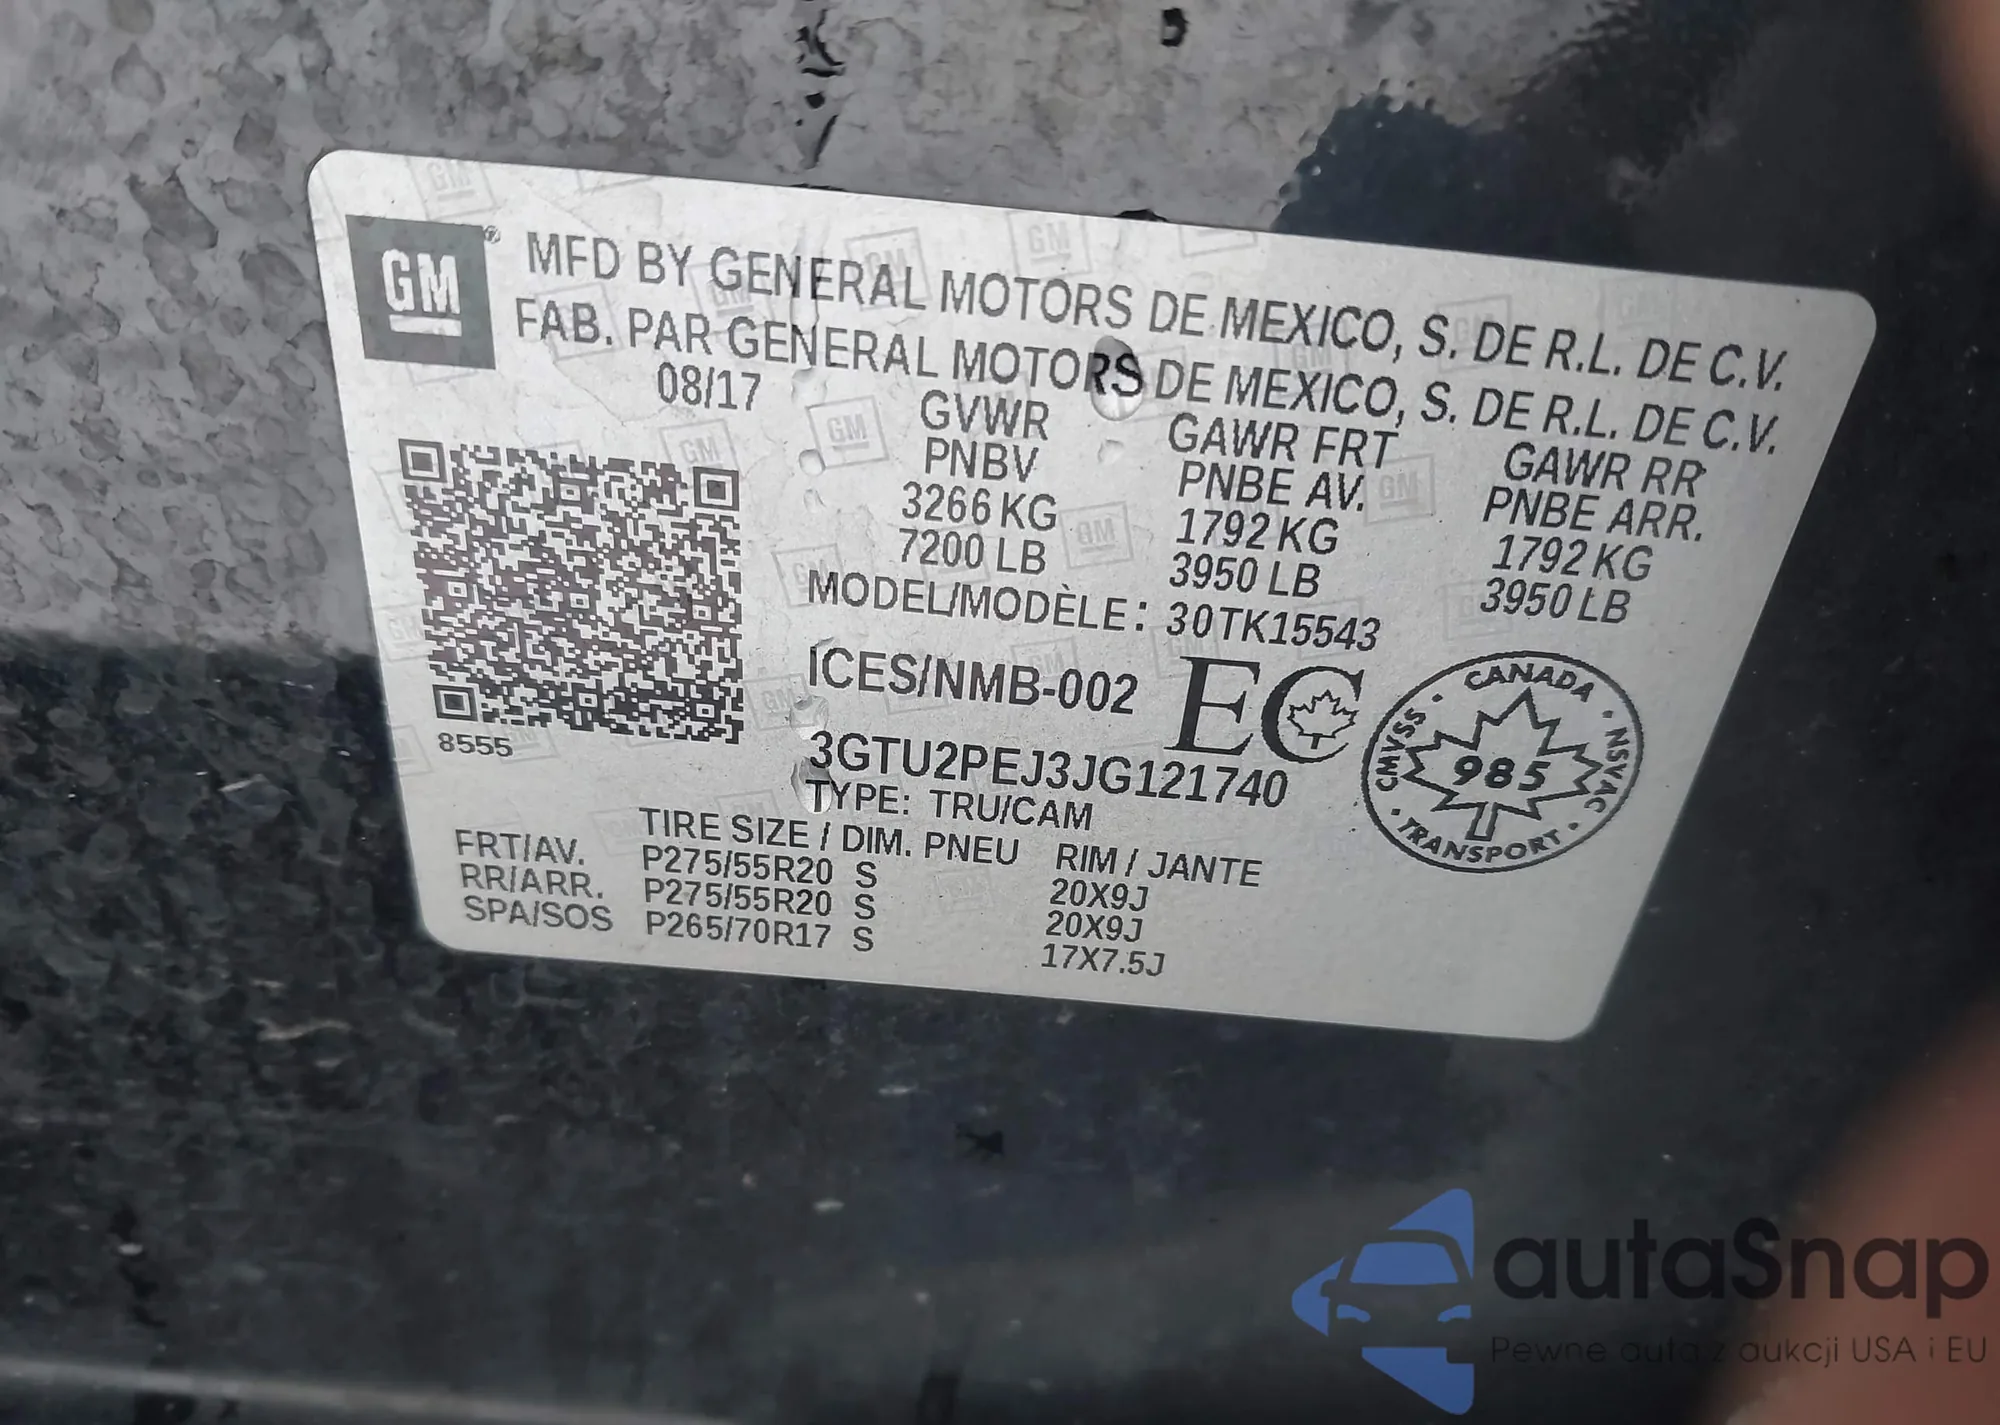 GM®
MFD BY GENERAL MOTORS DE MEXICO, S. DE R.L. DE C.V.
FAB. PAR GENERAL MOTORS DE MEXICO, S. DE R.L. DE C.V.
08/17
GVWR GAWR FRT GAWR RR
PNBV PNBE AV. PNBE ARR.
3266 KG 1792 KG 1792 KG
7200 LB 3950 LB 3950 LB
MODEL/MODÈLE: 30TK15543
ICES/NMB-002 EC
CANADA
CMVSS 985 NSVAC
TRANSPORT
8555
3GTU2PEJ3JG121740
TYPE: TRU/CAM
TIRE SIZE / DIM. PNEU RIM / JANTE
FRT/AV. P275/55R20 S 20X9J
RR/ARR. P275/55R20 S 20X9J
SPA/SOS P265/70R17 S 17X7.5J
autaSnap
Pewne auta z aukcji USA i EU